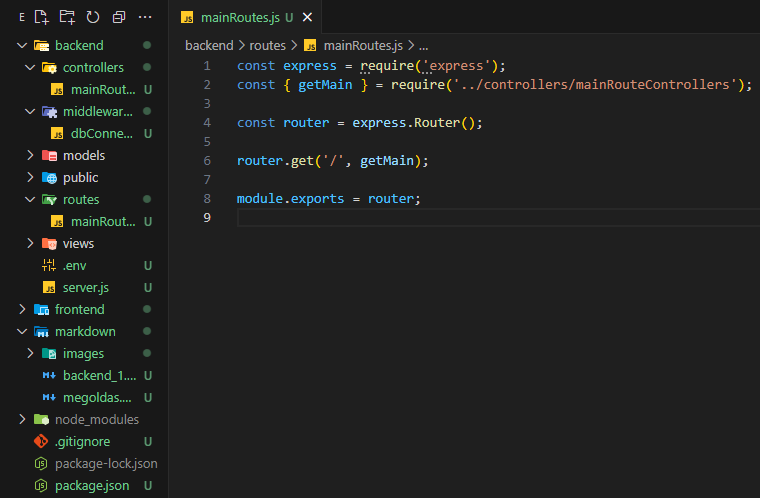 E
backend
controllers
mainRout... U
middlewar...
dbConne... U
models
public
routes
mainRout... U
views
.env U
server.js U
frontend
markdown
images
backend_1.... U
megoldas.... U
node_modules
.gitignore U
package-lock.json
package.json U
mainRoutes.js U
backend > routes > mainRoutes.js > ...
1 const express = require('express');
2 const { getMain } = require('../controllers/mainRouteControllers');
3
4 const router = express.Router();
5
6 router.get('/', getMain);
7
8 module.exports = router;
9